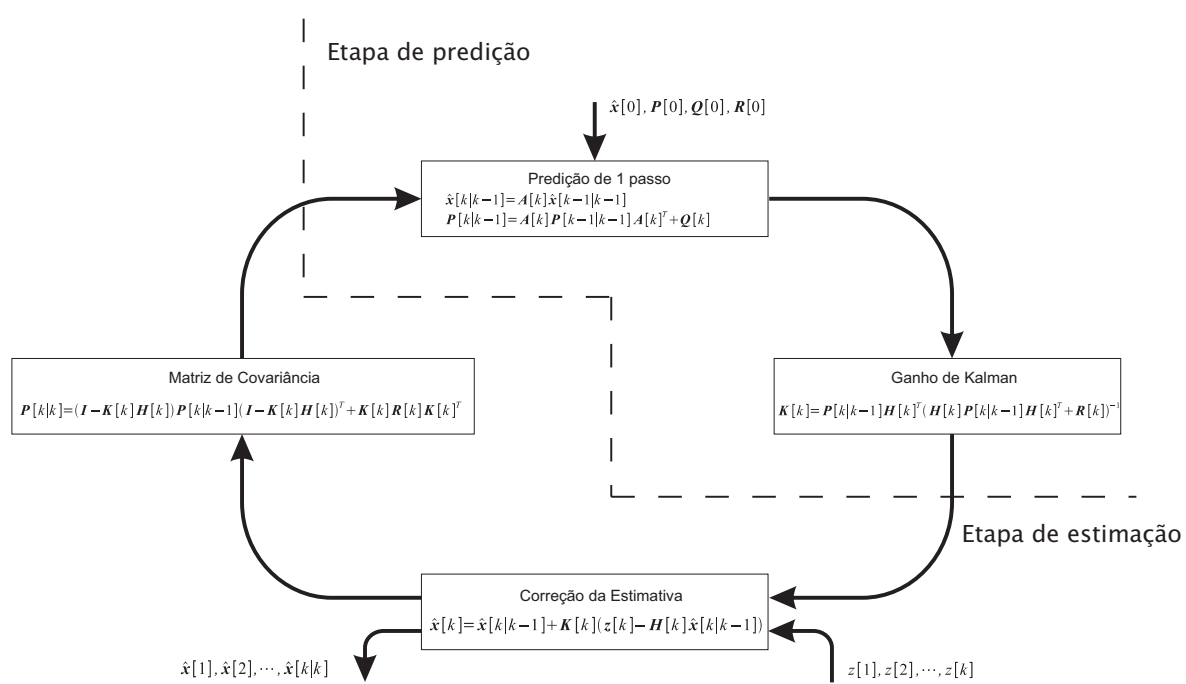 Etapa de predição
x̂[0], P[0], Q[0], R[0]
Predição de 1 passo
x̂[k|k−1]=A[k]x̂[k−1|k−1]
P[k|k−1]=A[k]P[k−1|k−1]A[k]ᵀ+Q[k]
Matriz de Covariância
P[k|k]=(I−K[k]H[k])P[k|k−1](I−K[k]H[k])ᵀ+K[k]R[k]K[k]ᵀ
Ganho de Kalman
K[k]=P[k|k−1]H[k]ᵀ(H[k]P[k|k−1]H[k]ᵀ+R[k])⁻¹
Etapa de estimação
Correção da Estimativa
x̂[k]=x̂[k|k−1]+K[k](z[k]−H[k]x̂[k|k−1])
x̂[1], x̂[2], ⋯, x̂[k|k]
z[1], z[2], ⋯, z[k]